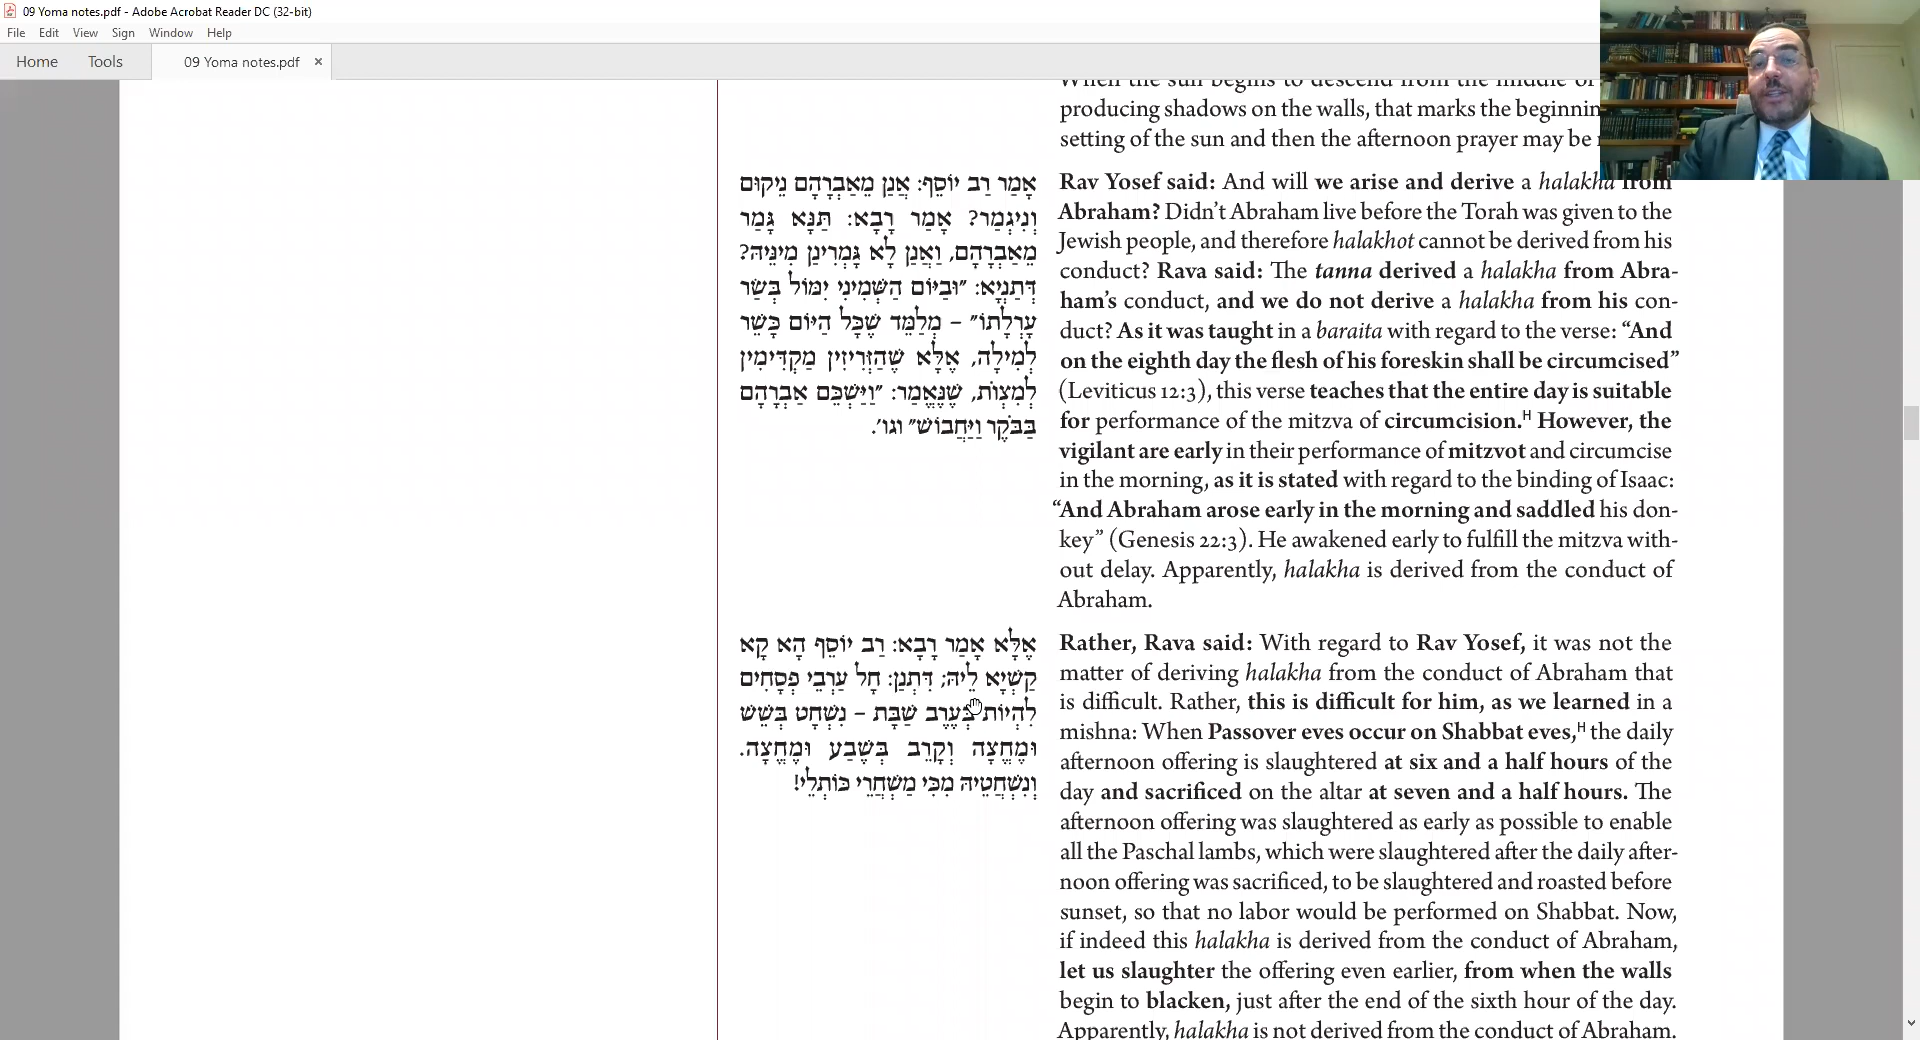 09 Yoma notes.pdf - Adobe Acrobat Reader DC (32-bit)
File Edit View Sign Window Help
Home Tools 09 Yoma notes.pdf ×
When the sun begins to descend from the middle of
producing shadows on the walls, that marks the beginnin
setting of the sun and then the afternoon prayer may be
אָמַר רַב יוֹסֵף: אֲנַן מֵאַבְרָהָם נֵיקוּם
וְנִיגְמַר? אָמַר רָבָא: תַּנָּא גָּמַר
מֵאַבְרָהָם, וַאֲנַן לָא גָּמְרִינַן מִינֵּיהּ?
דְּתַנְיָא: ״וּבַיּוֹם הַשְּׁמִינִי יִמּוֹל בְּשַׂר
עׇרְלָתוֹ״ – מְלַמֵּד שֶׁכׇּל הַיּוֹם כָּשֵׁר
לְמִילָה, אֶלָּא שֶׁהַזְּרִיזִין מַקְדִּימִין
לְמִצְוֹת, שֶׁנֶּאֱמַר: ״וַיַּשְׁכֵּם אַבְרָהָם
בַּבֹּקֶר וַיַּחֲבוֹשׁ״ וגו׳.
Rav Yosef said: And will we arise and derive a halakha from
Abraham? Didn’t Abraham live before the Torah was given to the
Jewish people, and therefore halakhot cannot be derived from his
conduct? Rava said: The tanna derived a halakha from Abra-
ham’s conduct, and we do not derive a halakha from his con-
duct? As it was taught in a baraita with regard to the verse: “And
on the eighth day the flesh of his foreskin shall be circumcised”
(Leviticus 12:3), this verse teaches that the entire day is suitable
for performance of the mitzva of circumcision.H However, the
vigilant are early in their performance of mitzvot and circumcise
in the morning, as it is stated with regard to the binding of Isaac:
“And Abraham arose early in the morning and saddled his don-
key” (Genesis 22:3). He awakened early to fulfill the mitzva with-
out delay. Apparently, halakha is derived from the conduct of
Abraham.
אֶלָּא אָמַר רָבָא: רַב יוֹסֵף הָא קָא
קַשְׁיָא לֵיהּ; דִּתְנַן: חָל עַרְבֵי פְּסָחִים
לִהְיוֹת בְּעֶרֶב שַׁבָּת – נִשְׁחָט בְּשֵׁשׁ
וּמֶחֱצָה וְקָרֵב בְּשֶׁבַע וּמֶחֱצָה.
וְנִשְׁחֲטֵיהּ מִכִּי מַשְׁחֲרֵי כּוֹתְלֵי!
Rather, Rava said: With regard to Rav Yosef, it was not the
matter of deriving halakha from the conduct of Abraham that
is difficult. Rather, this is difficult for him, as we learned in a
mishna: When Passover eves occur on Shabbat eves,H the daily
afternoon offering is slaughtered at six and a half hours of the
day and sacrificed on the altar at seven and a half hours. The
afternoon offering was slaughtered as early as possible to enable
all the Paschal lambs, which were slaughtered after the daily after-
noon offering was sacrificed, to be slaughtered and roasted before
sunset, so that no labor would be performed on Shabbat. Now,
if indeed this halakha is derived from the conduct of Abraham,
let us slaughter the offering even earlier, from when the walls
begin to blacken, just after the end of the sixth hour of the day.
Apparently, halakha is not derived from the conduct of Abraham.